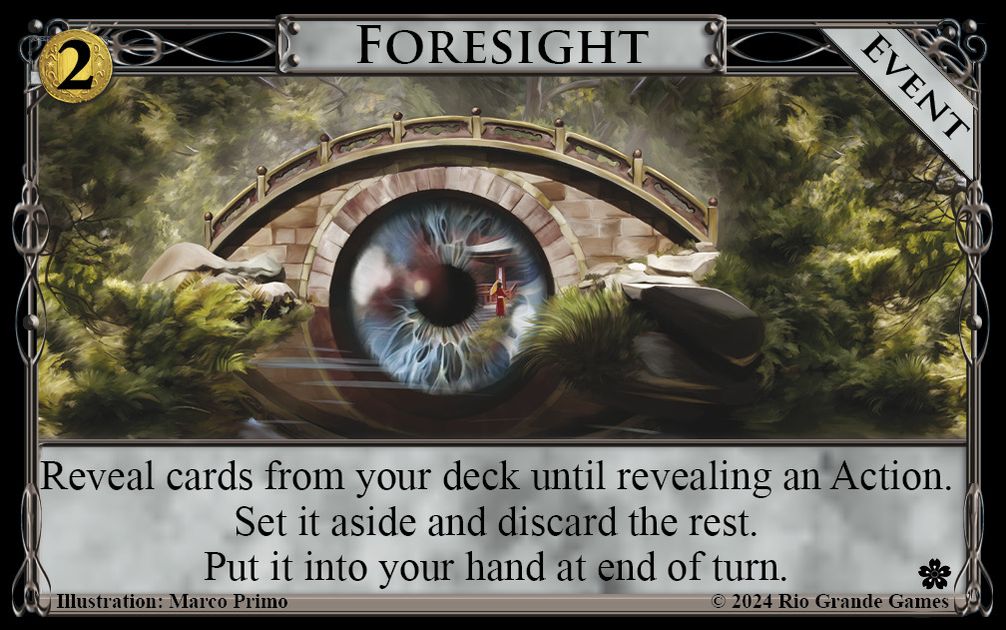 2
FORESIGHT
EVENT
Reveal cards from your deck until revealing an Action.
Set it aside and discard the rest.
Put it into your hand at end of turn.
Illustration: Marco Primo
© 2024 Rio Grande Games